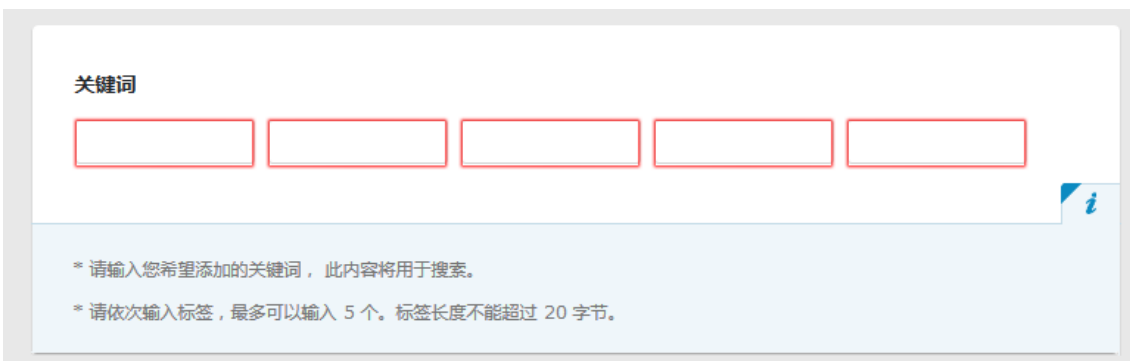 关键词
i
* 请输入您希望添加的关键词， 此内容将用于搜索。
* 请依次输入标签，最多可以输入 5 个。标签长度不能超过 20 字节。